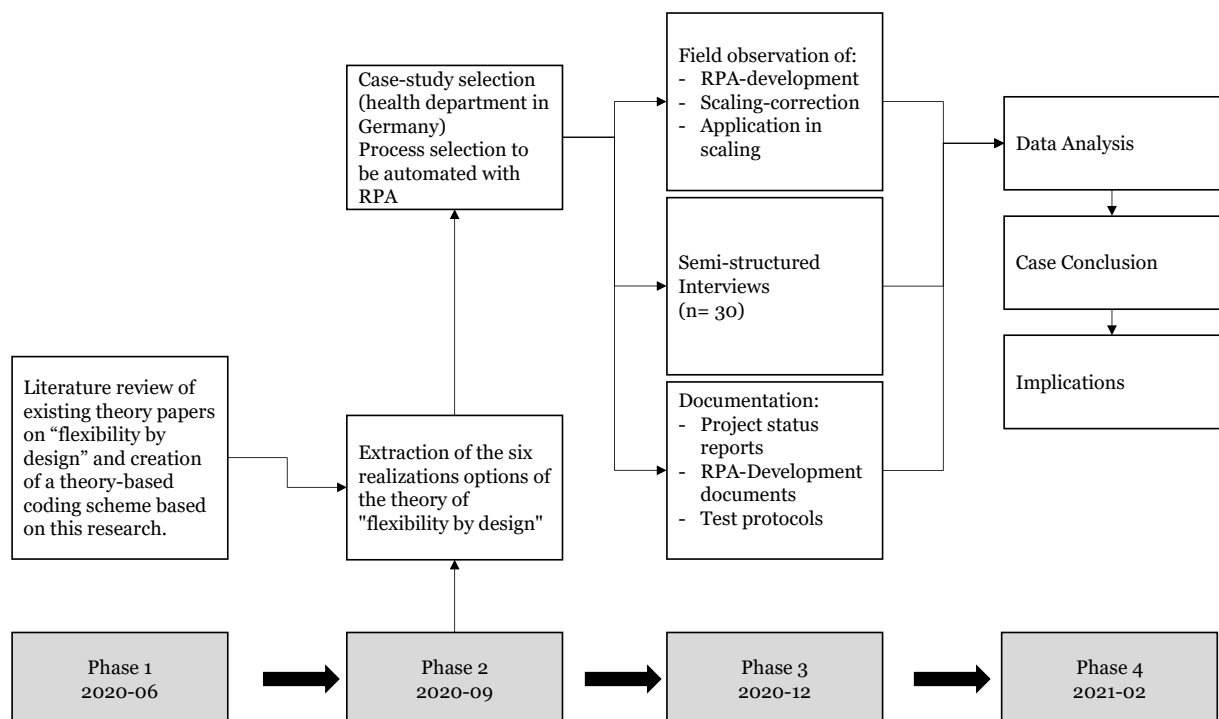 Field observation of:
- RPA-development
- Scaling-correction
- Application in
scaling
Case-study selection
(health department in
Germany)
Process selection to
be automated with
RPA
Data Analysis
Semi-structured
Interviews
(n= 30)
Case Conclusion
Literature review of
existing theory papers
on “flexibility by
design” and creation
of a theory-based
coding scheme based
on this research.
Extraction of the six
realizations options of
the theory of
"flexibility by design"
Documentation:
- Project status
reports
- RPA-Development
documents
- Test protocols
Implications
Phase 1
2020-06
Phase 2
2020-09
Phase 3
2020-12
Phase 4
2021-02